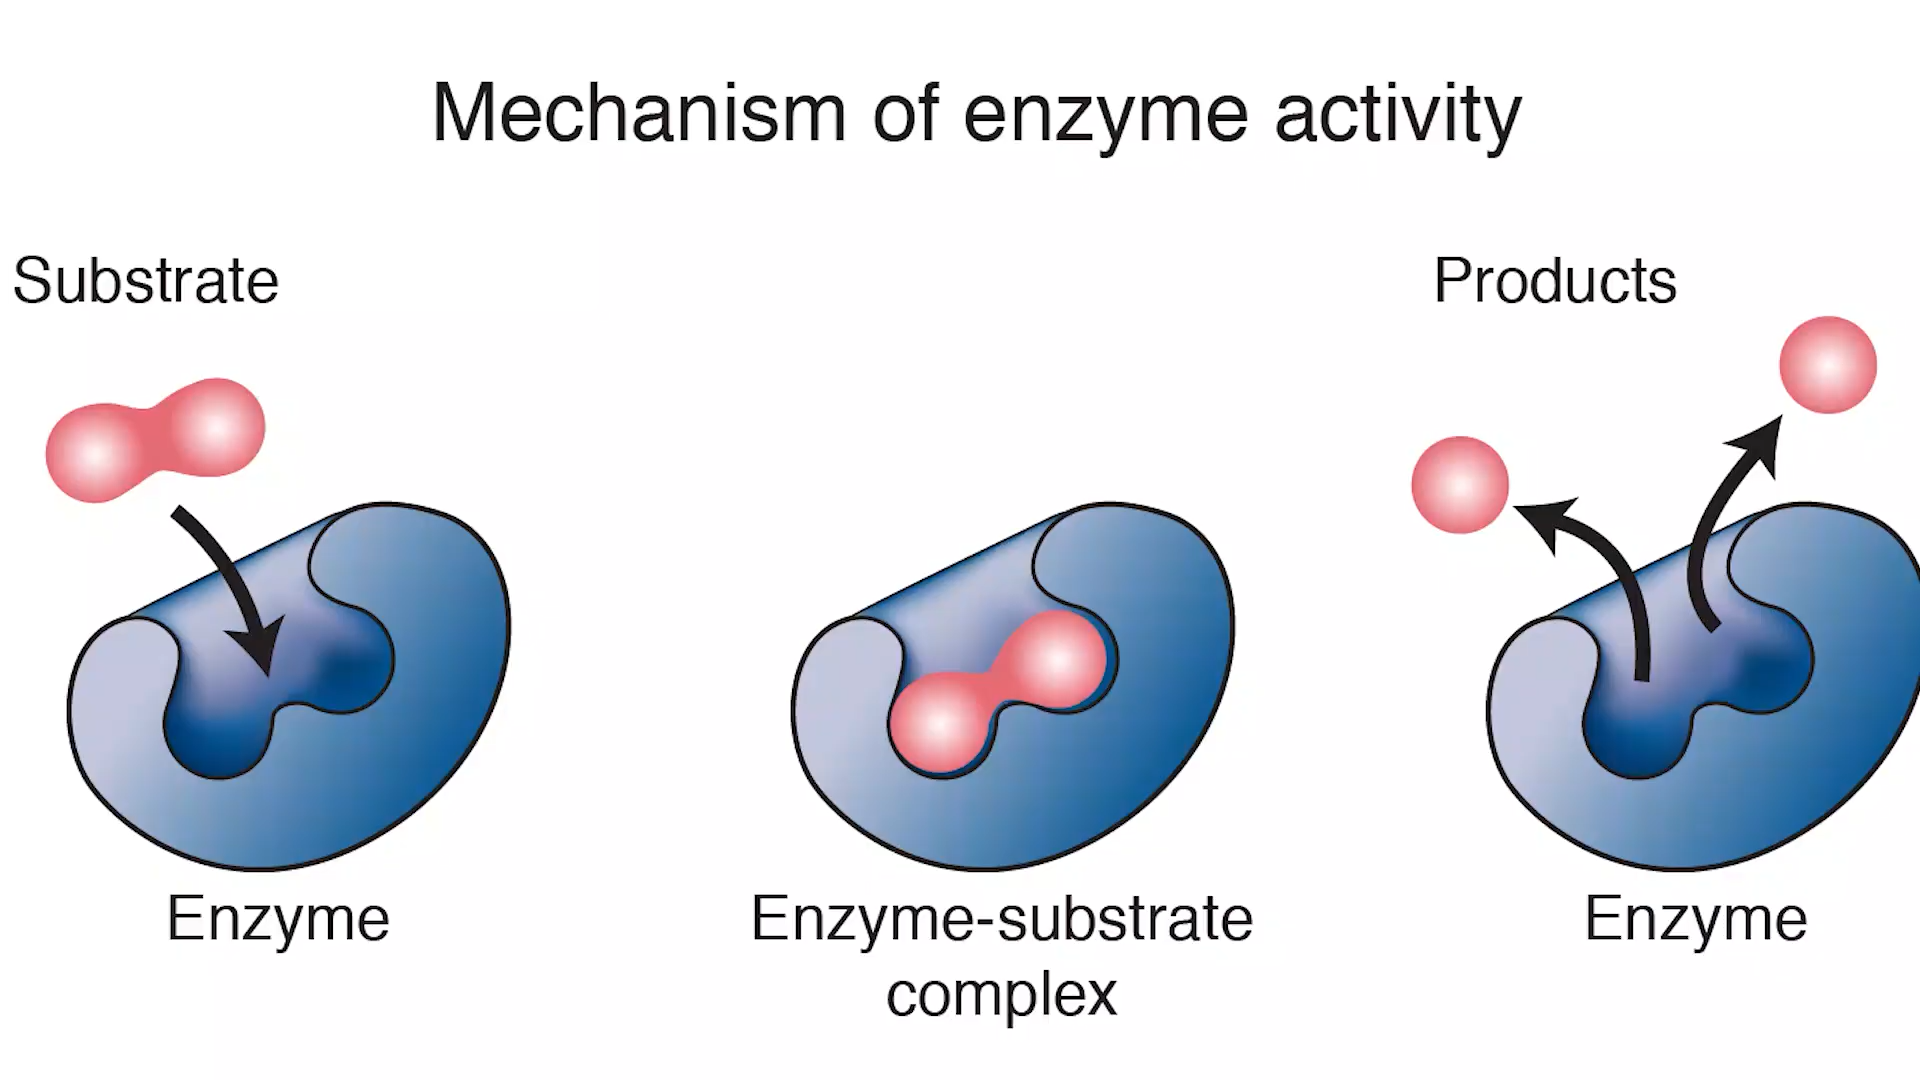 Mechanism of enzyme activity
Substrate
Products
Enzyme
Enzyme-substrate
complex
Enzyme